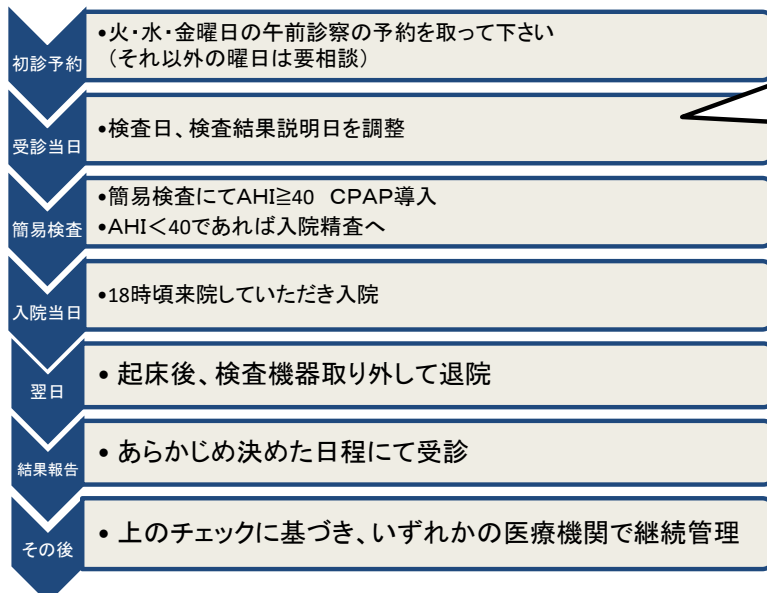 初診予約
•火・水・金曜日の午前診察の予約を取って下さい
（それ以外の曜日は要相談）
受診当日
•検査日、検査結果説明日を調整
簡易検査
•簡易検査にてAHI≧40　CPAP導入
•AHI＜40であれば入院精査へ
入院当日
•18時頃来院していただき入院
翌日
• 起床後、検査機器取り外して退院
結果報告
• あらかじめ決めた日程にて受診
その後
• 上のチェックに基づき、いずれかの医療機関で継続管理